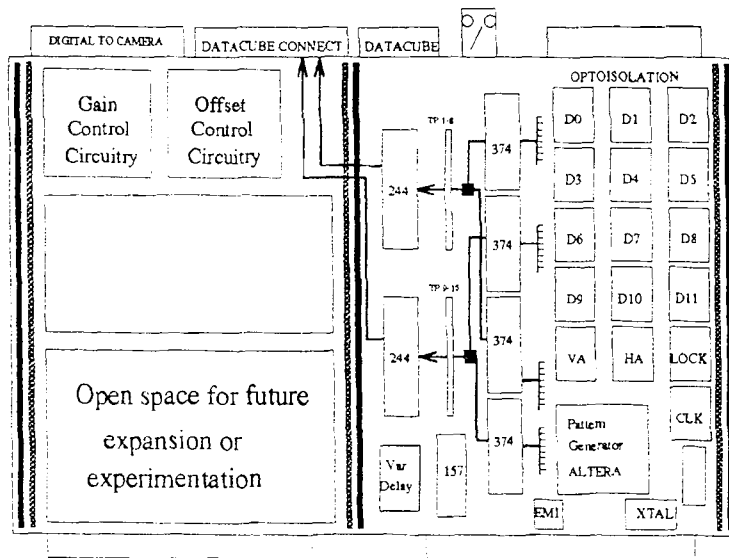 DIGITAL TO CAMERA
DATACUBE CONNECT
DATACUBE
OPTOISOLATION
Gain
Control
Circuitry
Offset
Control
Circuitry
TP 1-8
374
D0 D1 D2
244
D3 D4 D5
374
D6 D7 D8
TP 9-15
D9 D10 D11
374
244
VA HA LOCK
Open space for future
expansion or
experimentation
CLK
374
Pattern
Generator
ALTERA
Var
Delay
157
EMI
XTAL